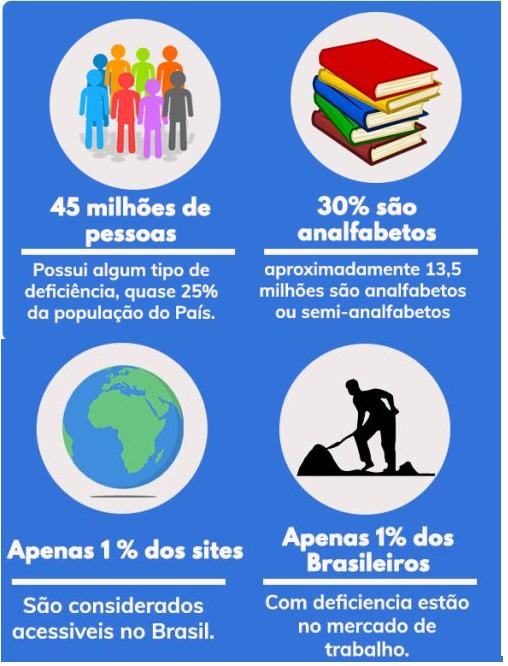 45 milhões de
pessoas
Possui algum tipo de
deficiência, quase 25%
da população do País.
30% são
analfabetos
aproximadamente 13,5
milhões são analfabetos
ou semi-analfabetos
Apenas 1 % dos sites
São considerados
acessiveis no Brasil.
Apenas 1% dos
Brasileiros
Com deficiencia estão
no mercado de
trabalho.